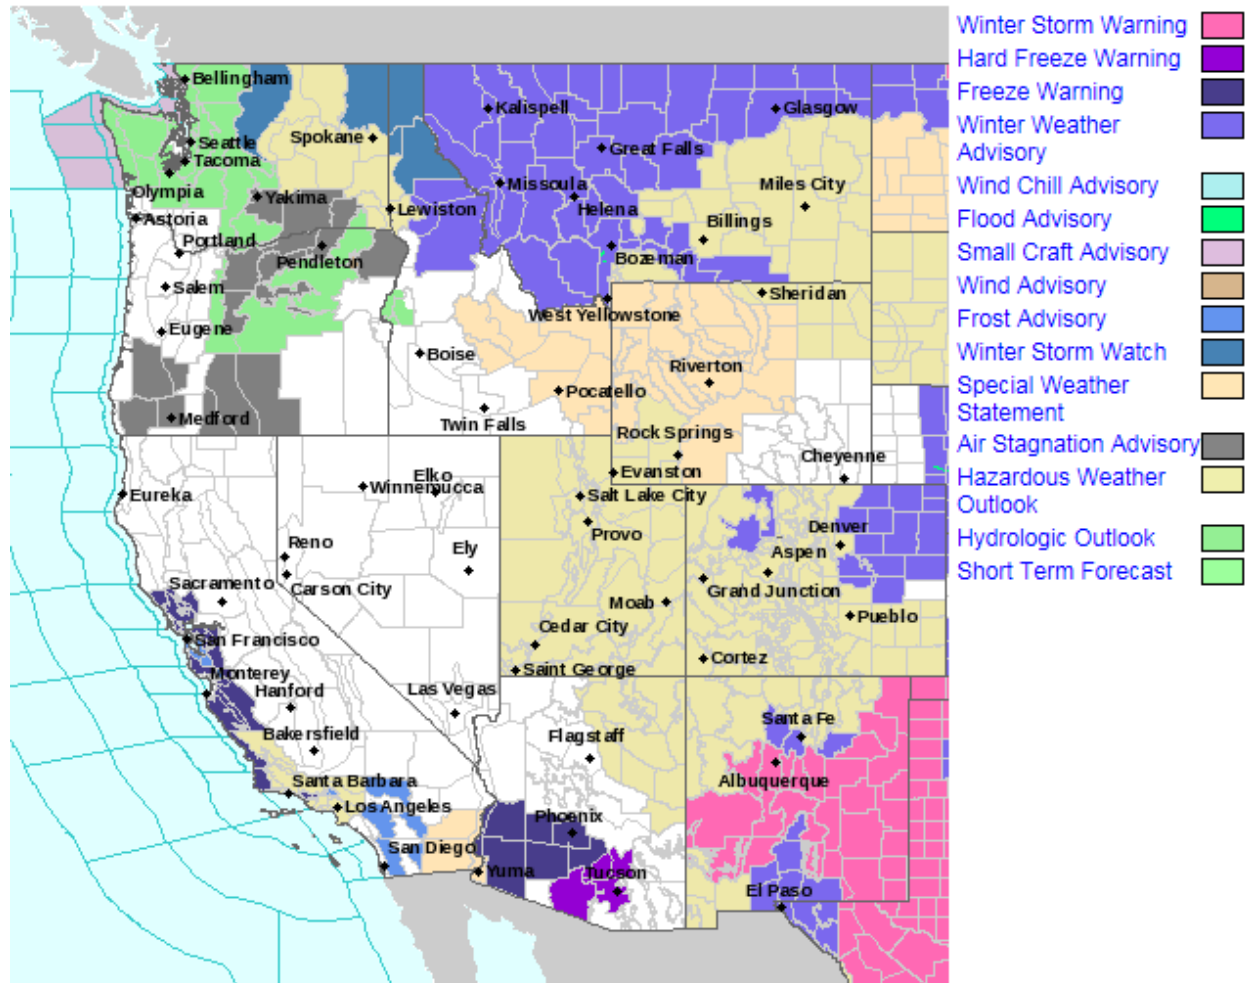 Winter Storm Warning
Hard Freeze Warning
Freeze Warning
Winter Weather
Advisory
Wind Chill Advisory
Flood Advisory
Small Craft Advisory
Wind Advisory
Frost Advisory
Winter Storm Watch
Special Weather
Statement
Air Stagnation Advisory
Hazardous Weather
Outlook
Hydrologic Outlook
Short Term Forecast
Bellingham
Kalispell
Glasgow
Seattle
Spokane
Great Falls
Tacoma
Olympia
Missoula
Miles City
Yakima
Lewiston
Helena
Astoria
Billings
Portland
Pendleton
Bozeman
Salem
Sheridan
West Yellowstone
Eugene
Boise
Riverton
Pocatello
Medford
Twin Falls
Rock Springs
Cheyenne
Evanston
Elko
Winnemucca
Eureka
Salt Lake City
Provo
Denver
Reno
Ely
Aspen
Sacramento
Carson City
Grand Junction
Moab
Pueblo
Cedar City
San Francisco
Cortez
Saint George
Monterey
Hanford
Las Vegas
Santa Fe
Bakersfield
Flagstaff
Albuquerque
Santa Barbara
Los Angeles
Phoenix
San Diego
Yuma
Tucson
El Paso